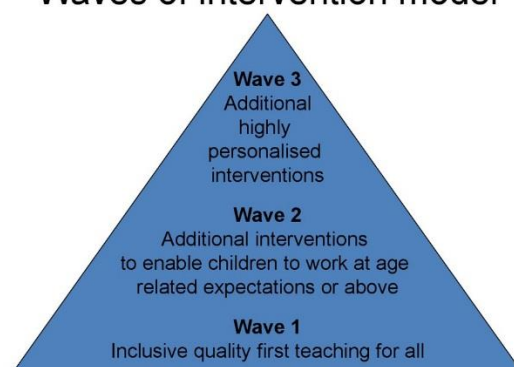 Waves of intervention model
Wave 3
Additional
highly
personalised
interventions
Wave 2
Additional interventions
to enable children to work at age
related expectations or above
Wave 1
Inclusive quality first teaching for all